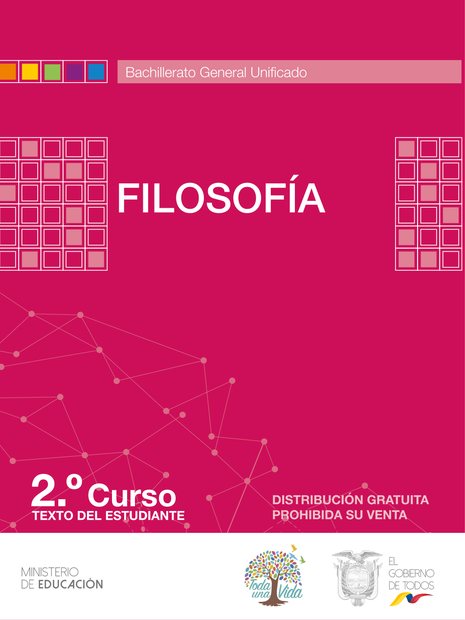 Bachillerato General Unificado
FILOSOFÍA
2.º Curso
TEXTO DEL ESTUDIANTE
DISTRIBUCIÓN GRATUITA
PROHIBIDA SU VENTA
MINISTERIO
DE EDUCACIÓN
Toda
una Vida
EL
GOBIERNO
DE TODOS